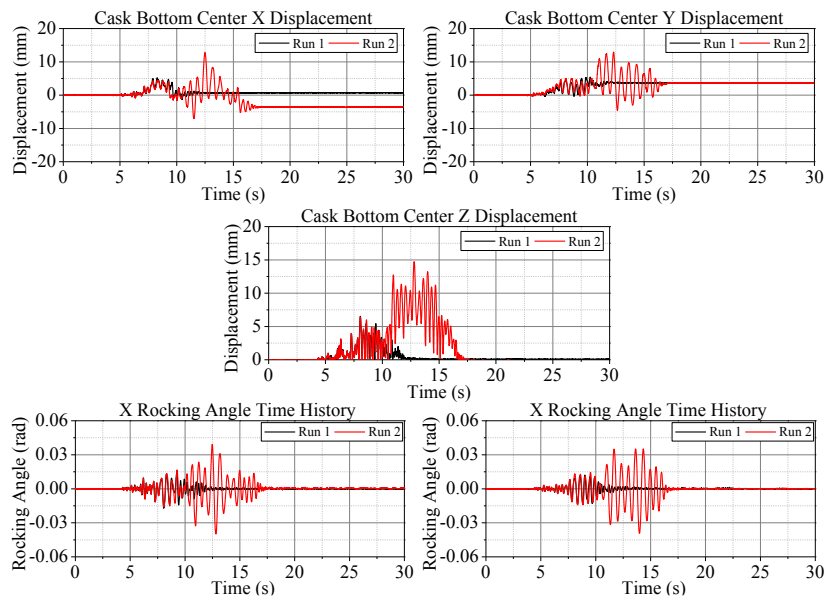 Cask Bottom Center X Displacement
Run 1 Run 2
20
10
0
-10
-20
Displacement (mm)
0 5 10 15 20 25 30
Time (s)
Cask Bottom Center Y Displacement
Run 1 Run 2
20
10
0
-10
-20
Displacement (mm)
0 5 10 15 20 25 30
Time (s)
Cask Bottom Center Z Displacement
Run 1 Run 2
20
15
10
5
0
Displacement (mm)
0 5 10 15 20 25 30
Time (s)
X Rocking Angle Time History
Run 1 Run 2
0.06
0.03
0.00
-0.03
-0.06
Rocking Angle (rad)
0 5 10 15 20 25 30
Time (s)
X Rocking Angle Time History
Run 1 Run 2
0.06
0.03
0.00
-0.03
-0.06
Rocking Angle (rad)
0 5 10 15 20 25 30
Time (s)